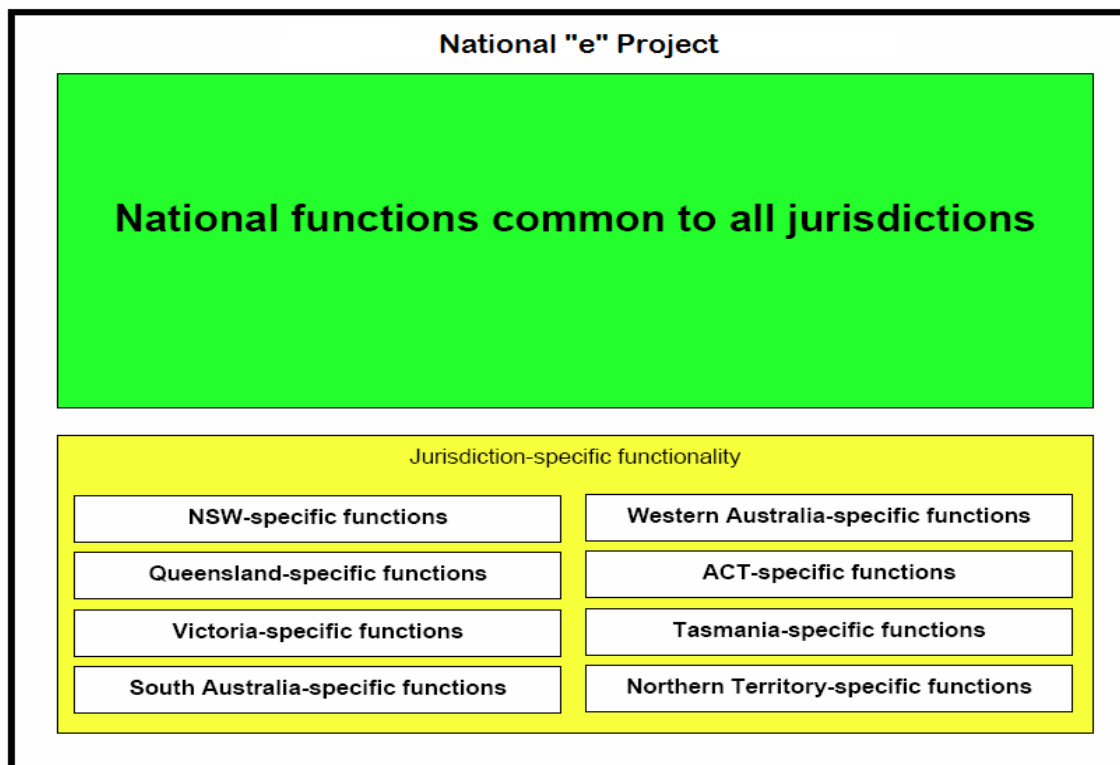 National "e" Project
National functions common to all jurisdictions
Jurisdiction-specific functionality
NSW-specific functions
Western Australia-specific functions
Queensland-specific functions
ACT-specific functions
Victoria-specific functions
Tasmania-specific functions
South Australia-specific functions
Northern Territory-specific functions